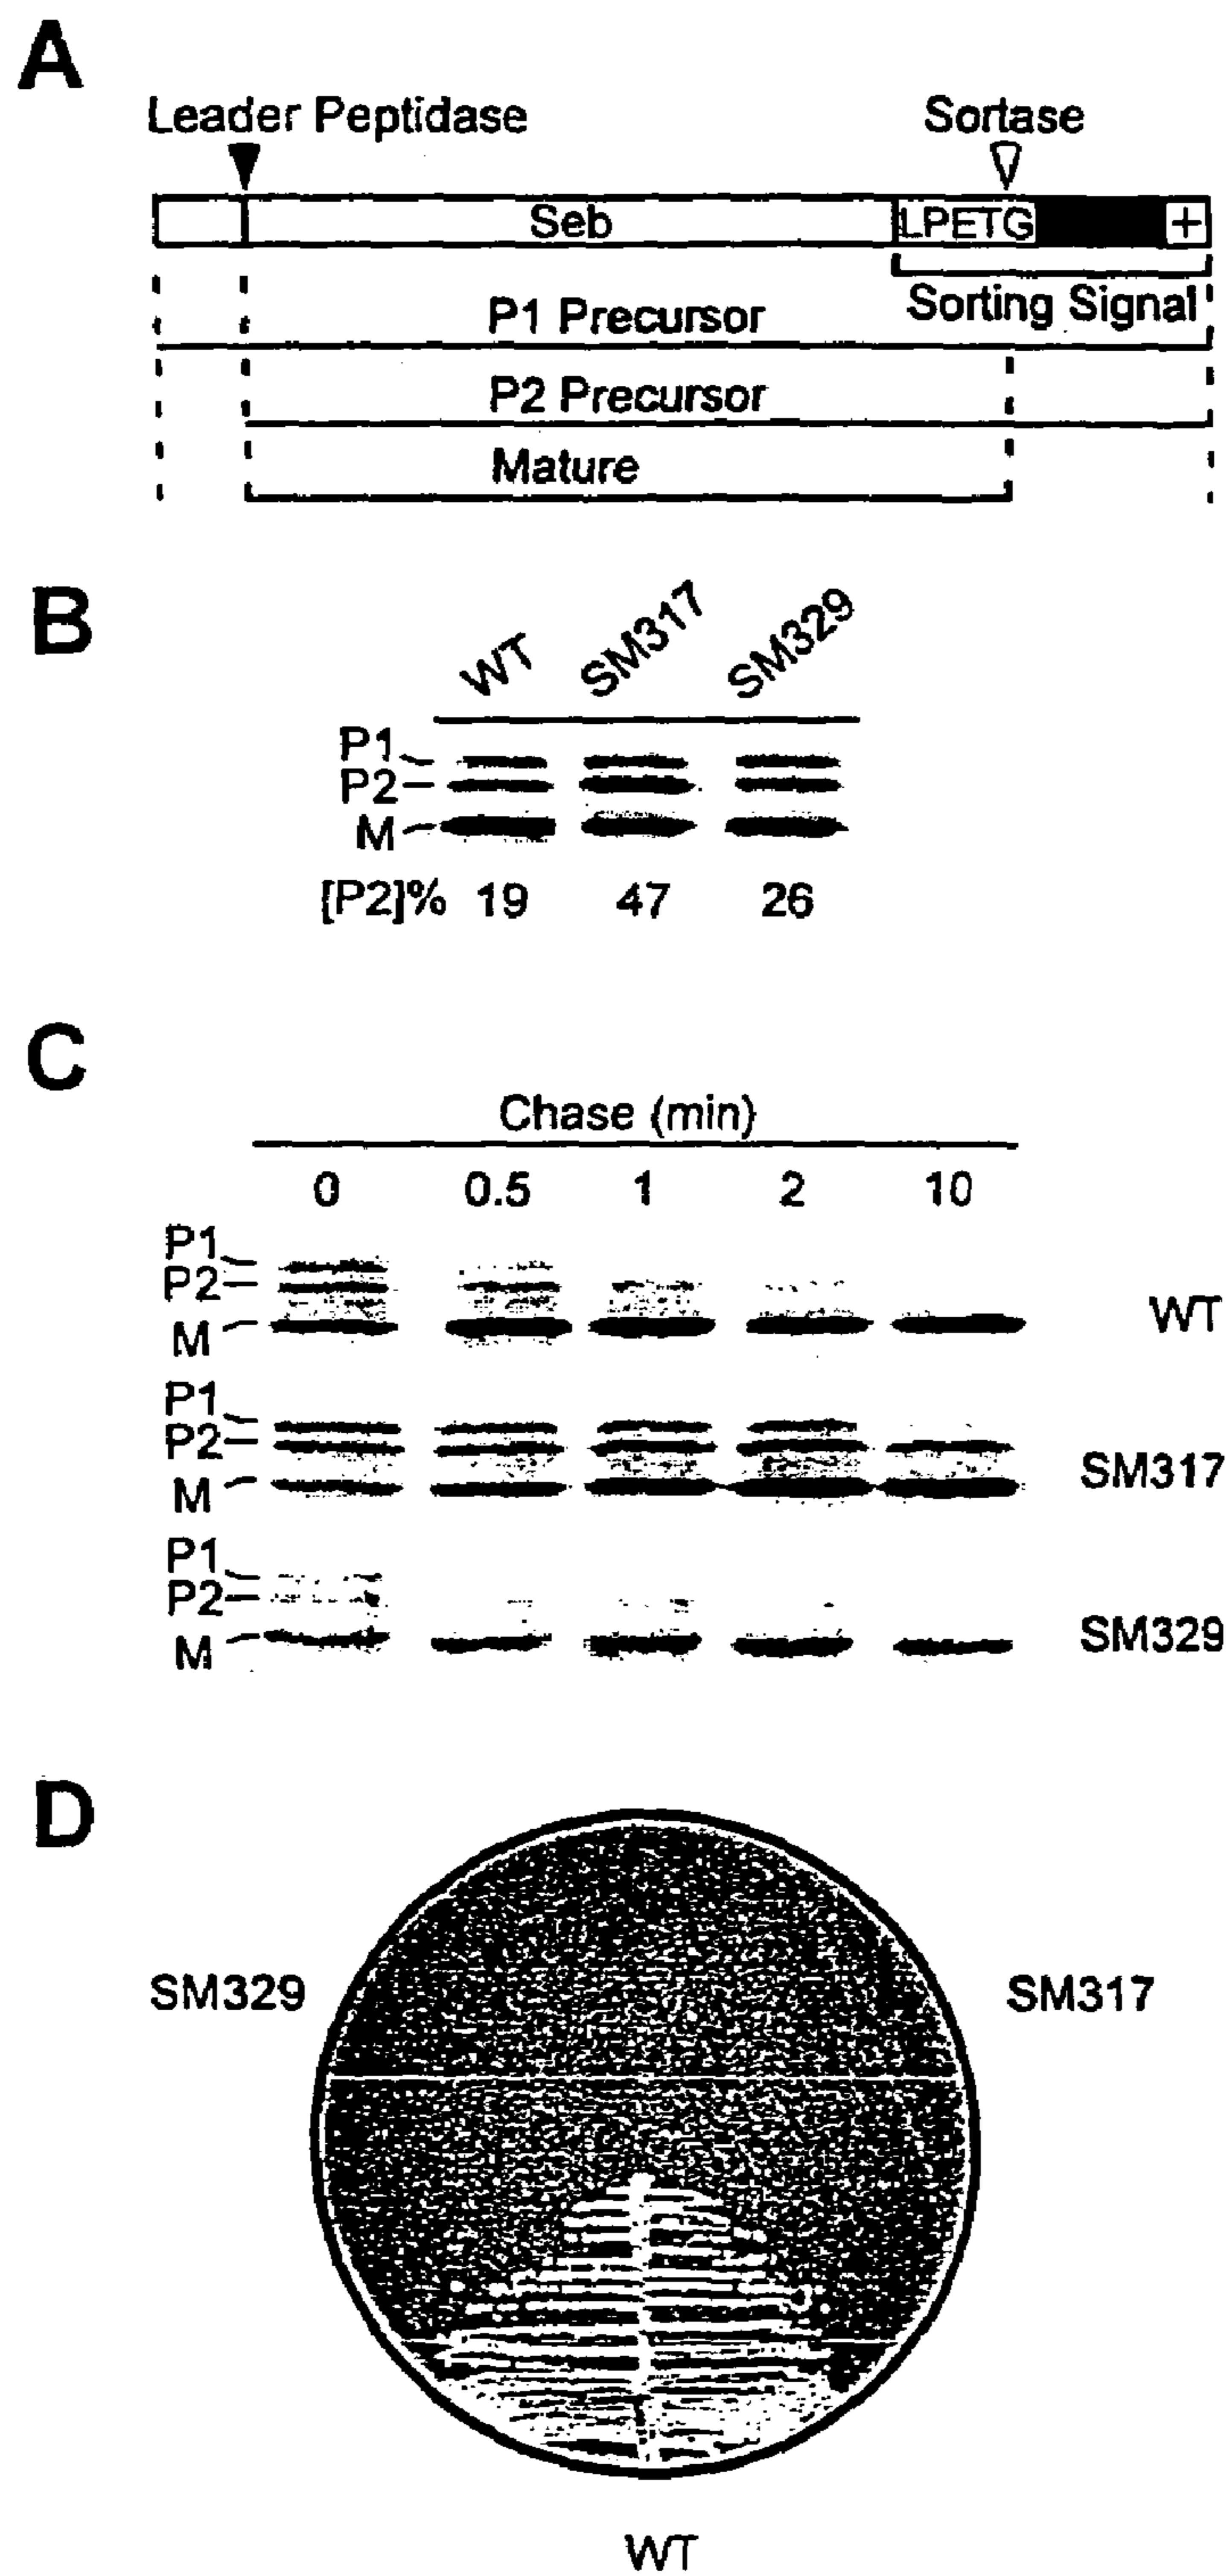 A
Leader Peptidase Sortase
Seb LPETG +
Sorting Signal
P1 Precursor
P2 Precursor
Mature
B
WT SM317 SM329
P1
P2
M
[P2]% 19 47 26
C
Chase (min)
0 0.5 1 2 10
P1
P2
M
WT
P1
P2
M
SM317
P1
P2
M
SM329
D
SM329 SM317
WT